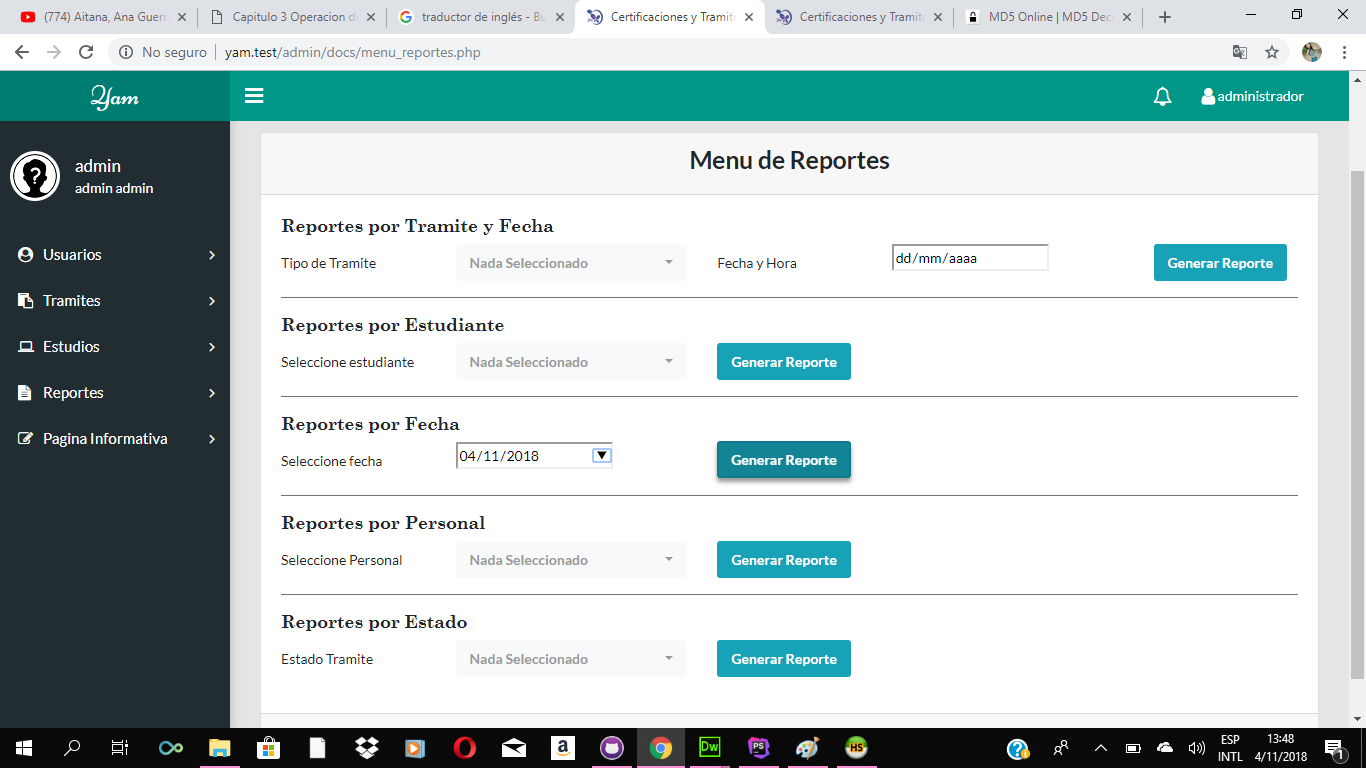 (774) Aitana, Ana Guerr
Capitulo 3 Operacion d
traductor de inglés - Bu
Certificaciones y Tramit
Certificaciones y Tramit
MD5 Online | MD5 Dec
No seguro | yam.test/admin/docs/menu_reportes.php
Yam
administrador
admin
admin admin
Usuarios
Tramites
Estudios
Reportes
Pagina Informativa
Menu de Reportes
Reportes por Tramite y Fecha
Tipo de Tramite Nada Seleccionado Fecha y Hora dd/mm/aaaa Generar Reporte
Reportes por Estudiante
Seleccione estudiante Nada Seleccionado Generar Reporte
Reportes por Fecha
Seleccione fecha 04/11/2018 Generar Reporte
Reportes por Personal
Seleccione Personal Nada Seleccionado Generar Reporte
Reportes por Estado
Estado Tramite Nada Seleccionado Generar Reporte
a
Dw
PS
HS
ESP
INTL
13:48
4/11/2018
1